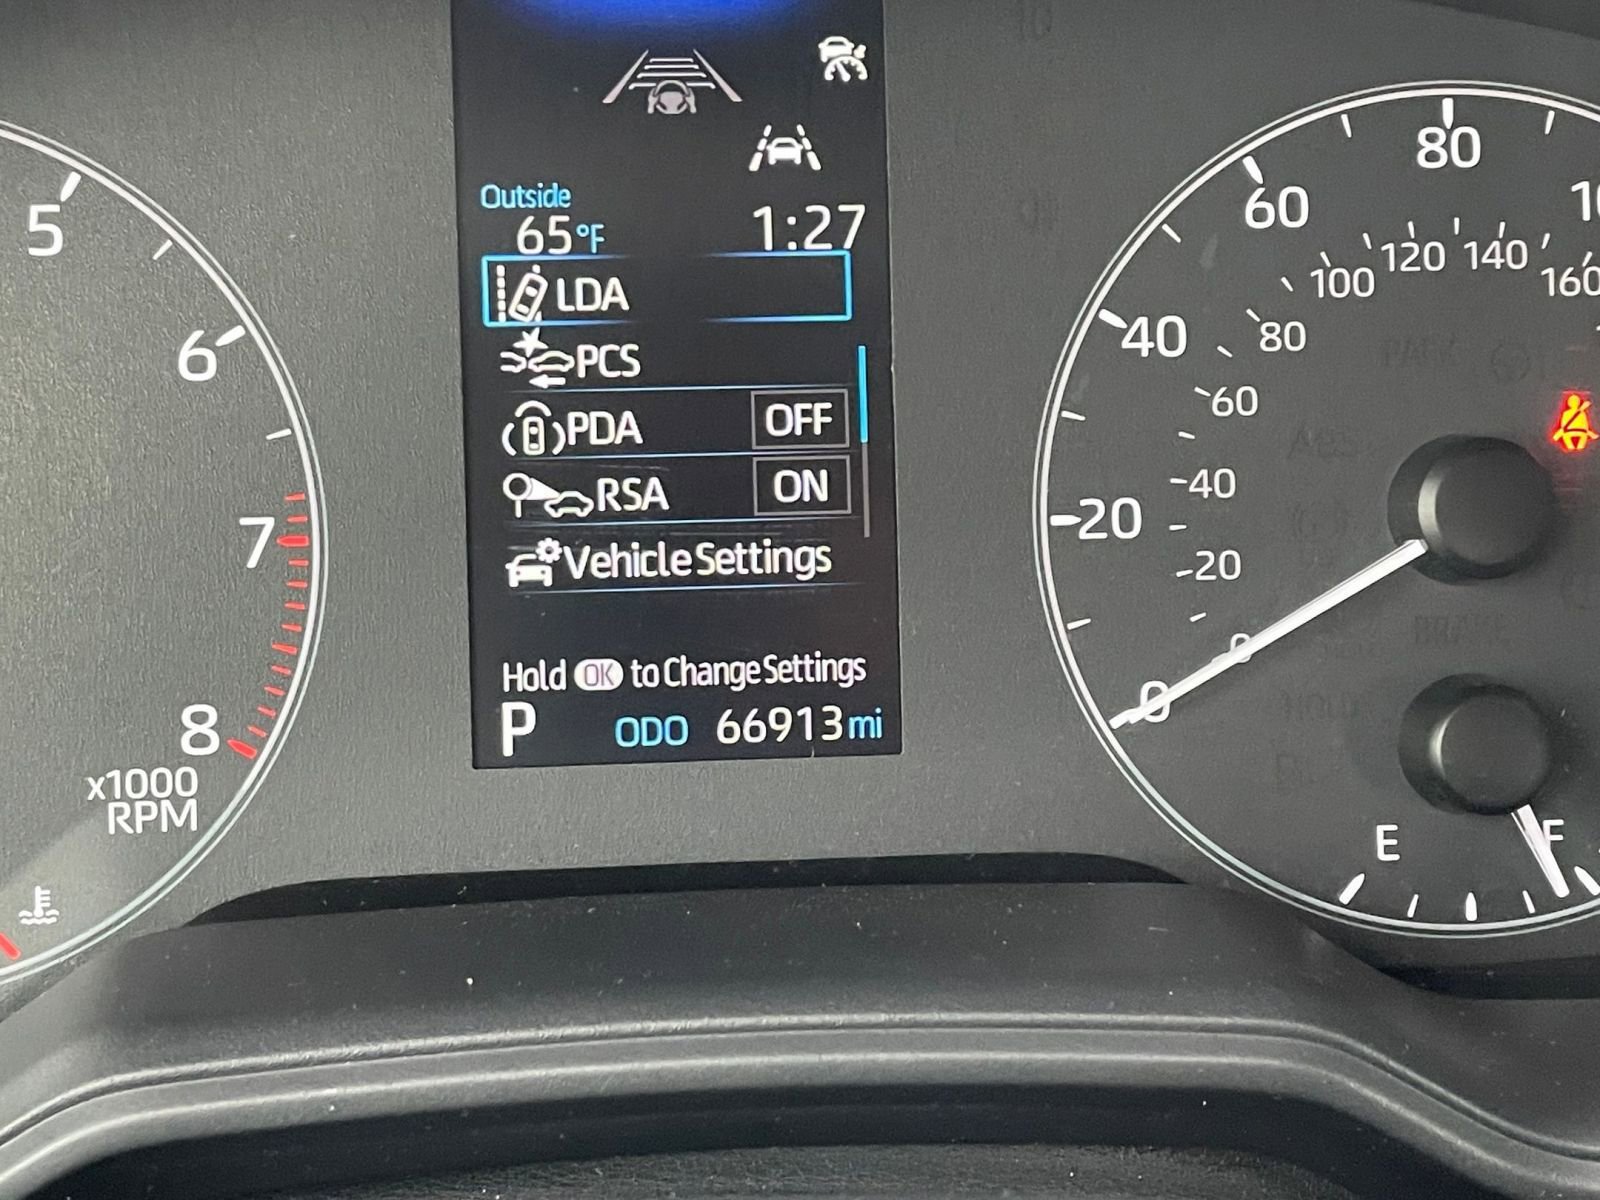 5
6
7
8
x1000
RPM
Outside
65°F
1:27
LDA
PCS
PDA OFF
RSA ON
Vehicle Settings
Hold OK to Change Settings
P ODO 66913 mi
0
20
40
60
80
0
20
40
60
80
100
120
140
160
E
F